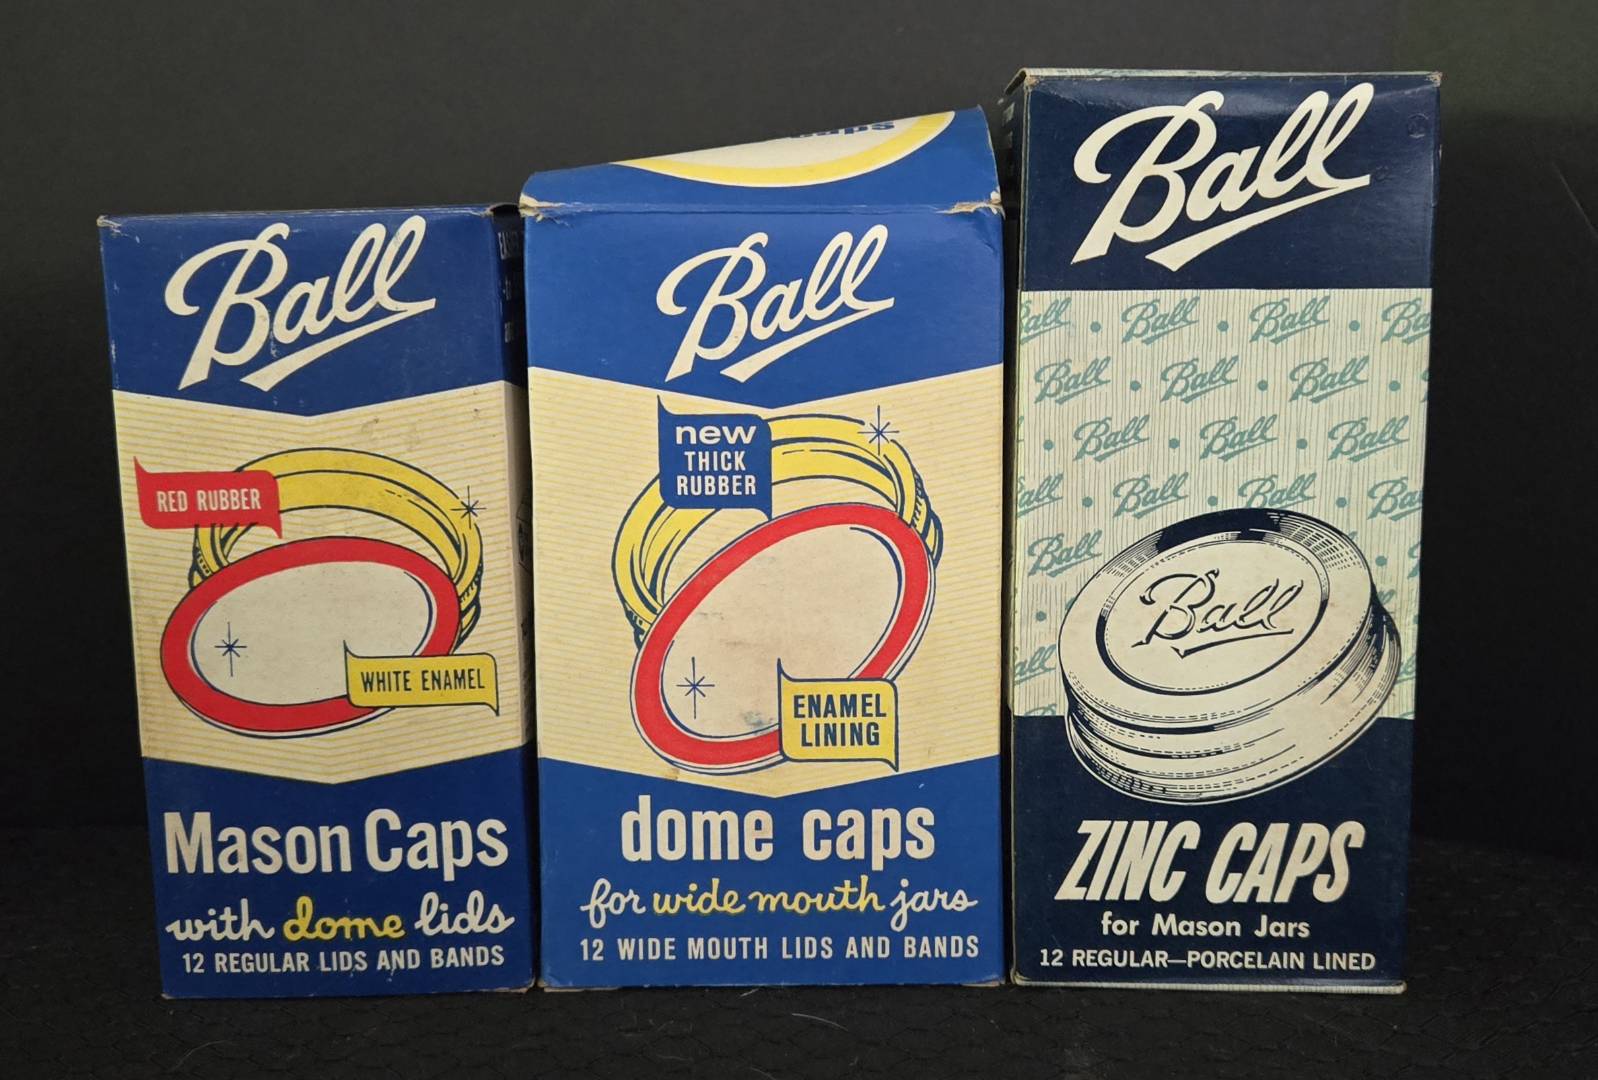 Ball
RED RUBBER
WHITE ENAMEL
Mason Caps
with dome lids
12 REGULAR LIDS AND BANDS
Ball
new
THICK
RUBBER
ENAMEL
LINING
dome caps
for wide mouth jars
12 WIDE MOUTH LIDS AND BANDS
Ball
Ball Ball Ball
Ball Ball Ball
Ball Ball Ball
Ball Ball
Ball
Ball
ZINC CAPS
for Mason Jars
12 REGULAR—PORCELAIN LINED